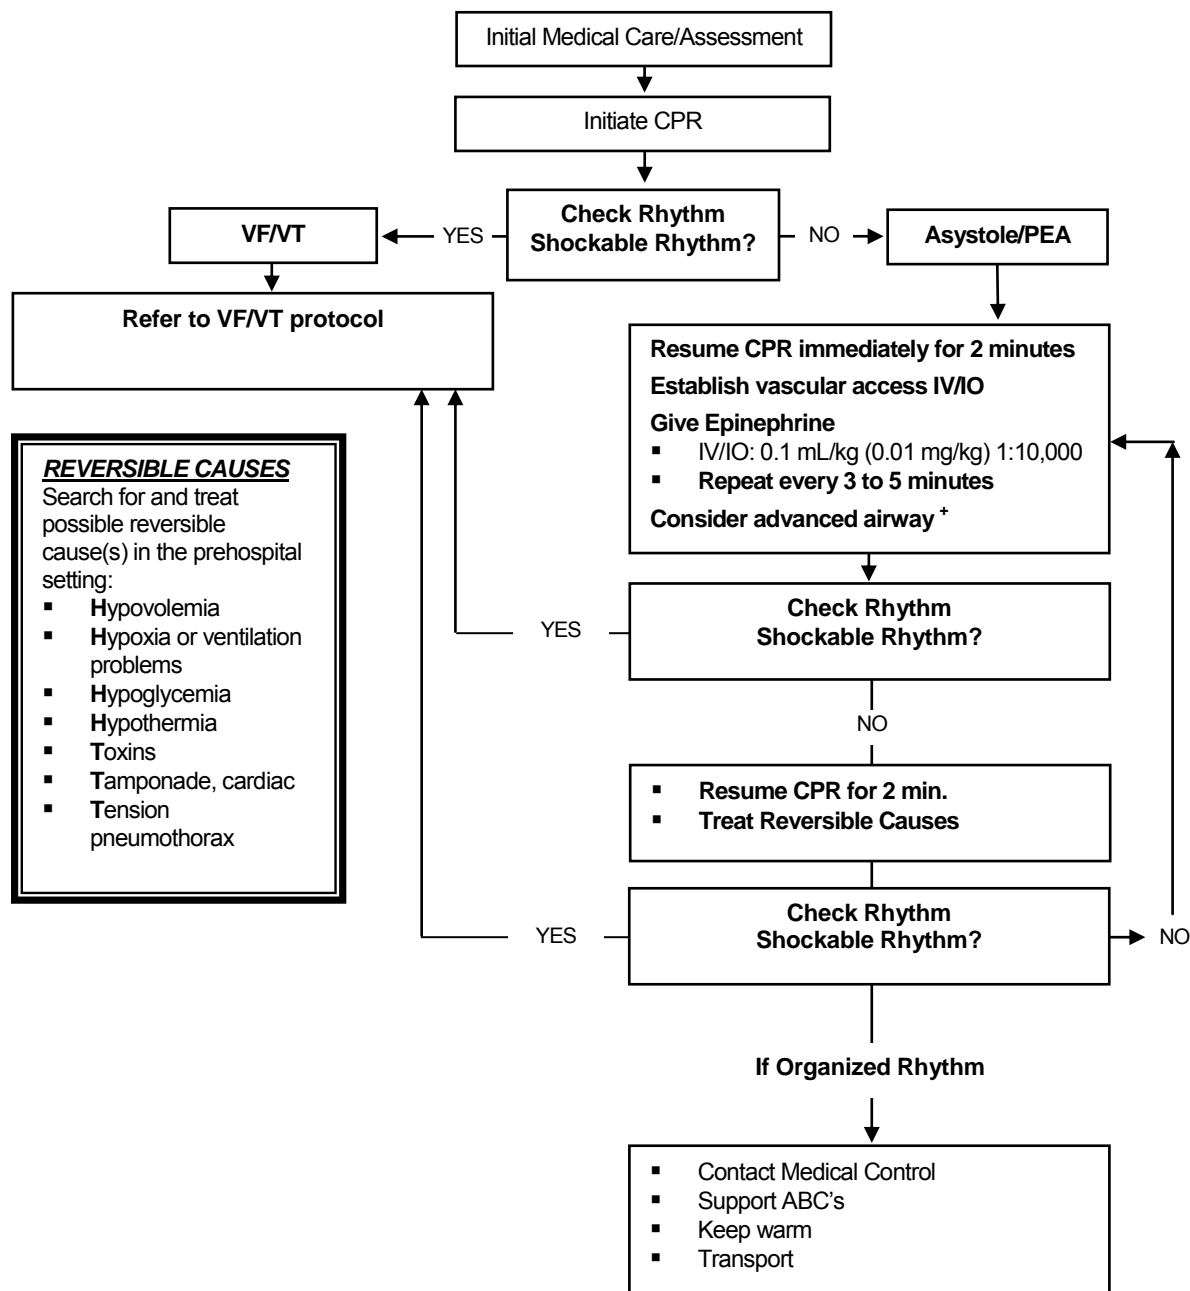 Initial Medical Care/Assessment
Initiate CPR
Check Rhythm
Shockable Rhythm?
YES
NO
VF/VT
Asystole/PEA
Refer to VF/VT protocol
Resume CPR immediately for 2 minutes
Establish vascular access IV/IO
Give Epinephrine
▪ IV/IO: 0.1 mL/kg (0.01 mg/kg) 1:10,000
▪ Repeat every 3 to 5 minutes
Consider advanced airway +
REVERSIBLE CAUSES
Search for and treat
possible reversible
cause(s) in the prehospital
setting:
▪ Hypovolemia
▪ Hypoxia or ventilation
problems
▪ Hypoglycemia
▪ Hypothermia
▪ Toxins
▪ Tamponade, cardiac
▪ Tension
pneumothorax
Check Rhythm
Shockable Rhythm?
YES
NO
▪ Resume CPR for 2 min.
▪ Treat Reversible Causes
Check Rhythm
Shockable Rhythm?
YES
NO
If Organized Rhythm
▪ Contact Medical Control
▪ Support ABC's
▪ Keep warm
▪ Transport